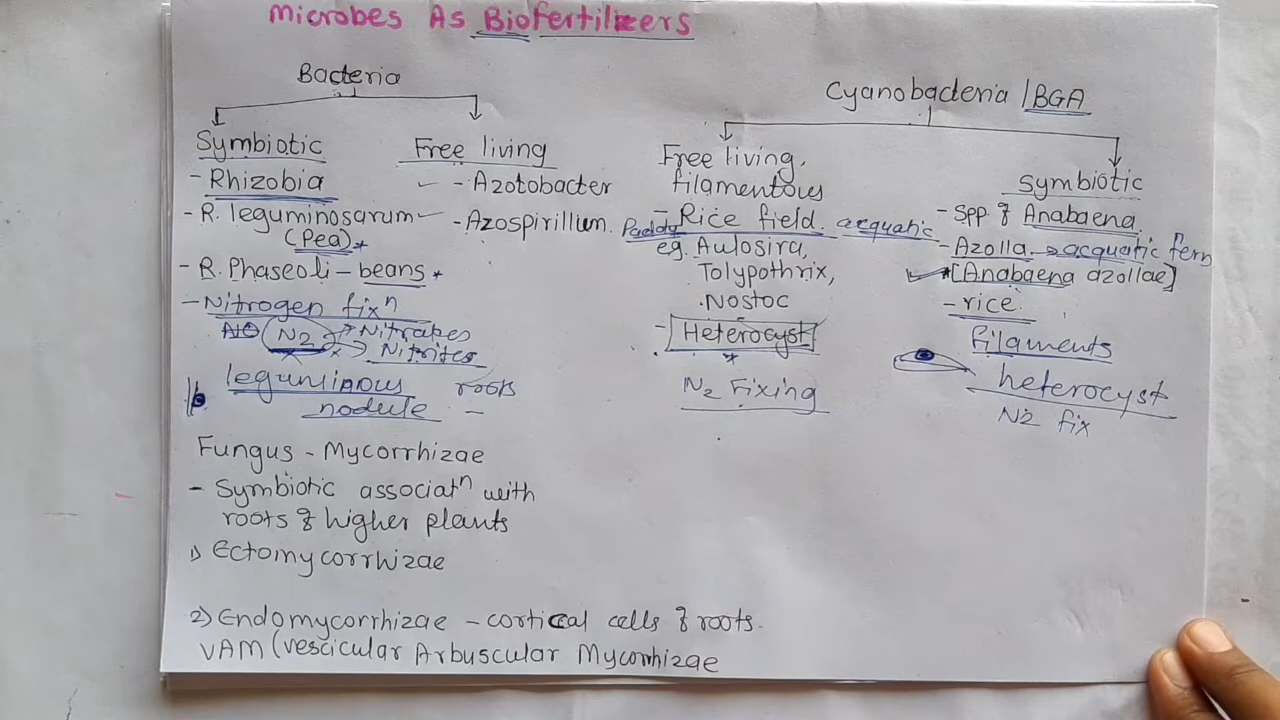 Microbes As Biofertilizers
Bacteria
Symbiotic
- Rhizobia
- R. leguminosarum
(Pea)
- R. Phaseoli - beans
- Nitrogen fixⁿ
N2 → Nitrates
→ Nitrites
leguminous roots
nodule
Free living
- Azotobacter
- Azospirillum.
Cyanobacteria / BGA
Free living,
filamentous
- Rice field. acquatic
Paddy
eg. Aulosira,
Tolypothrix,
Nostoc
- Heterocyst
N2 Fixing
Symbiotic
- Spp. of Anabaena
- Azolla → acquatic fern
[Anabaena azollae]
- rice.
Filaments
heterocyst
N2 fix
Fungus - Mycorrhizae
- Symbiotic associatⁿ with
roots of higher plants
1) Ectomycorrhizae
2) Endomycorrhizae - cortical cells of roots.
VAM (vescicular Arbuscular Mycorrhizae